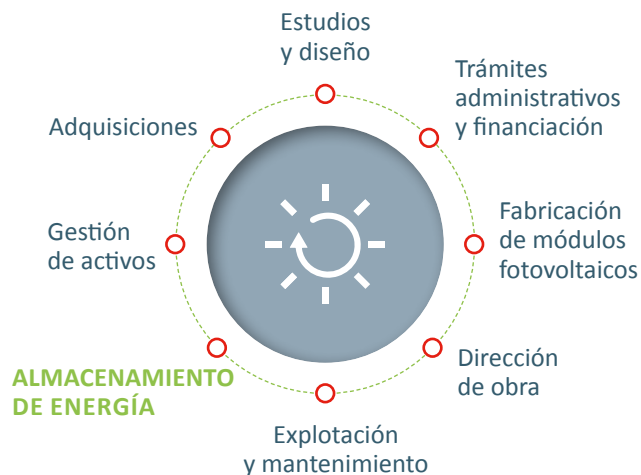 Estudios
y diseño
Trámites
administrativos
y financiación
Fabricación
de módulos
fotovoltaicos
Dirección
de obra
Explotación
y mantenimiento
ALMACENAMIENTO
DE ENERGÍA
Gestión
de activos
Adquisiciones